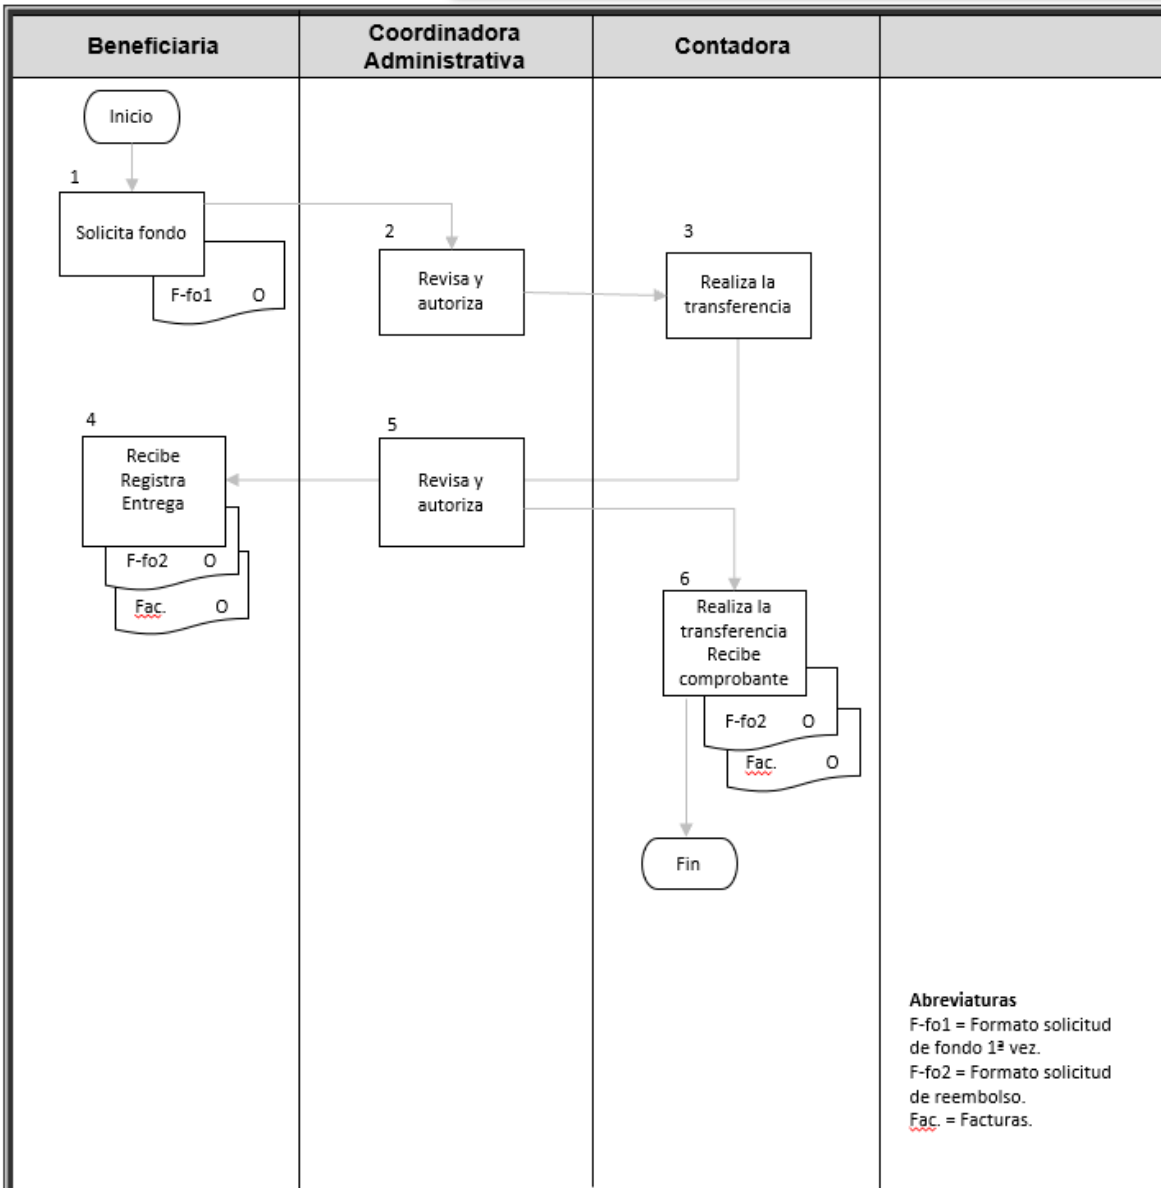 Beneficiaria
Coordinadora
Administrativa
Contadora
Inicio
1
Solicita fondo
F-fo1 O
2
Revisa y
autoriza
3
Realiza la
transferencia
4
Recibe
Registra
Entrega
F-fo2 O
Fac. O
5
Revisa y
autoriza
6
Realiza la
transferencia
Recibe
comprobante
F-fo2 O
Fac. O
Fin
Abreviaturas
F-fo1 = Formato solicitud
de fondo 1ª vez.
F-fo2 = Formato solicitud
de reembolso.
Fac. = Facturas.